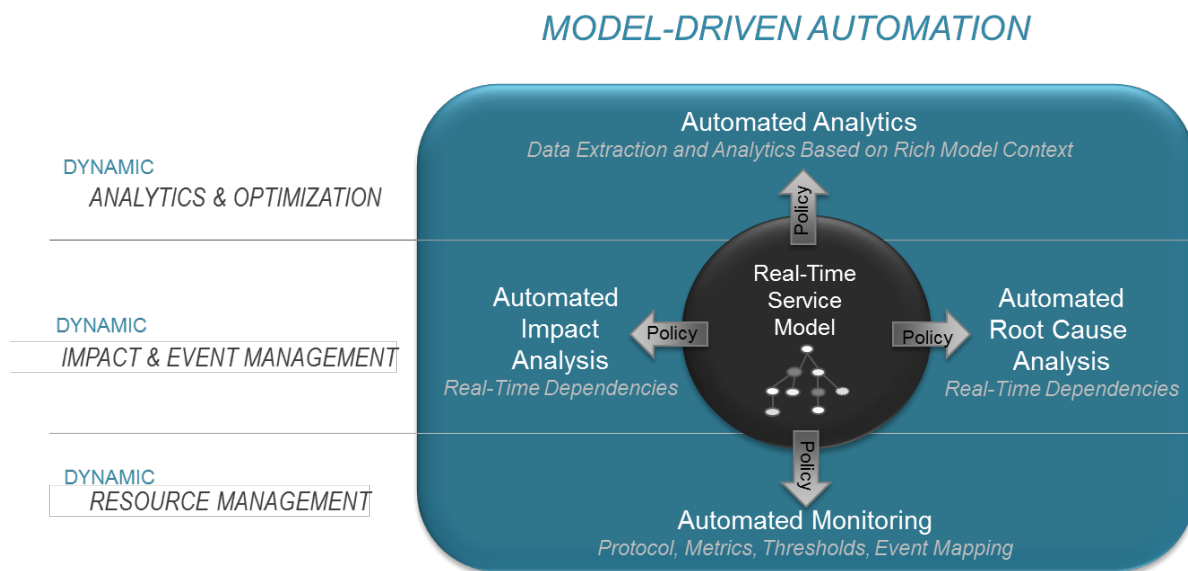 MODEL-DRIVEN AUTOMATION
Automated Analytics
Data Extraction and Analytics Based on Rich Model Context
DYNAMIC
ANALYTICS & OPTIMIZATION
Policy
Real-Time
Service
Model
Automated
Impact
Analysis
Real-Time Dependencies
Policy
Policy
Automated
Root Cause
Analysis
Real-Time Dependencies
DYNAMIC
IMPACT & EVENT MANAGEMENT
Policy
DYNAMIC
RESOURCE MANAGEMENT
Automated Monitoring
Protocol, Metrics, Thresholds, Event Mapping